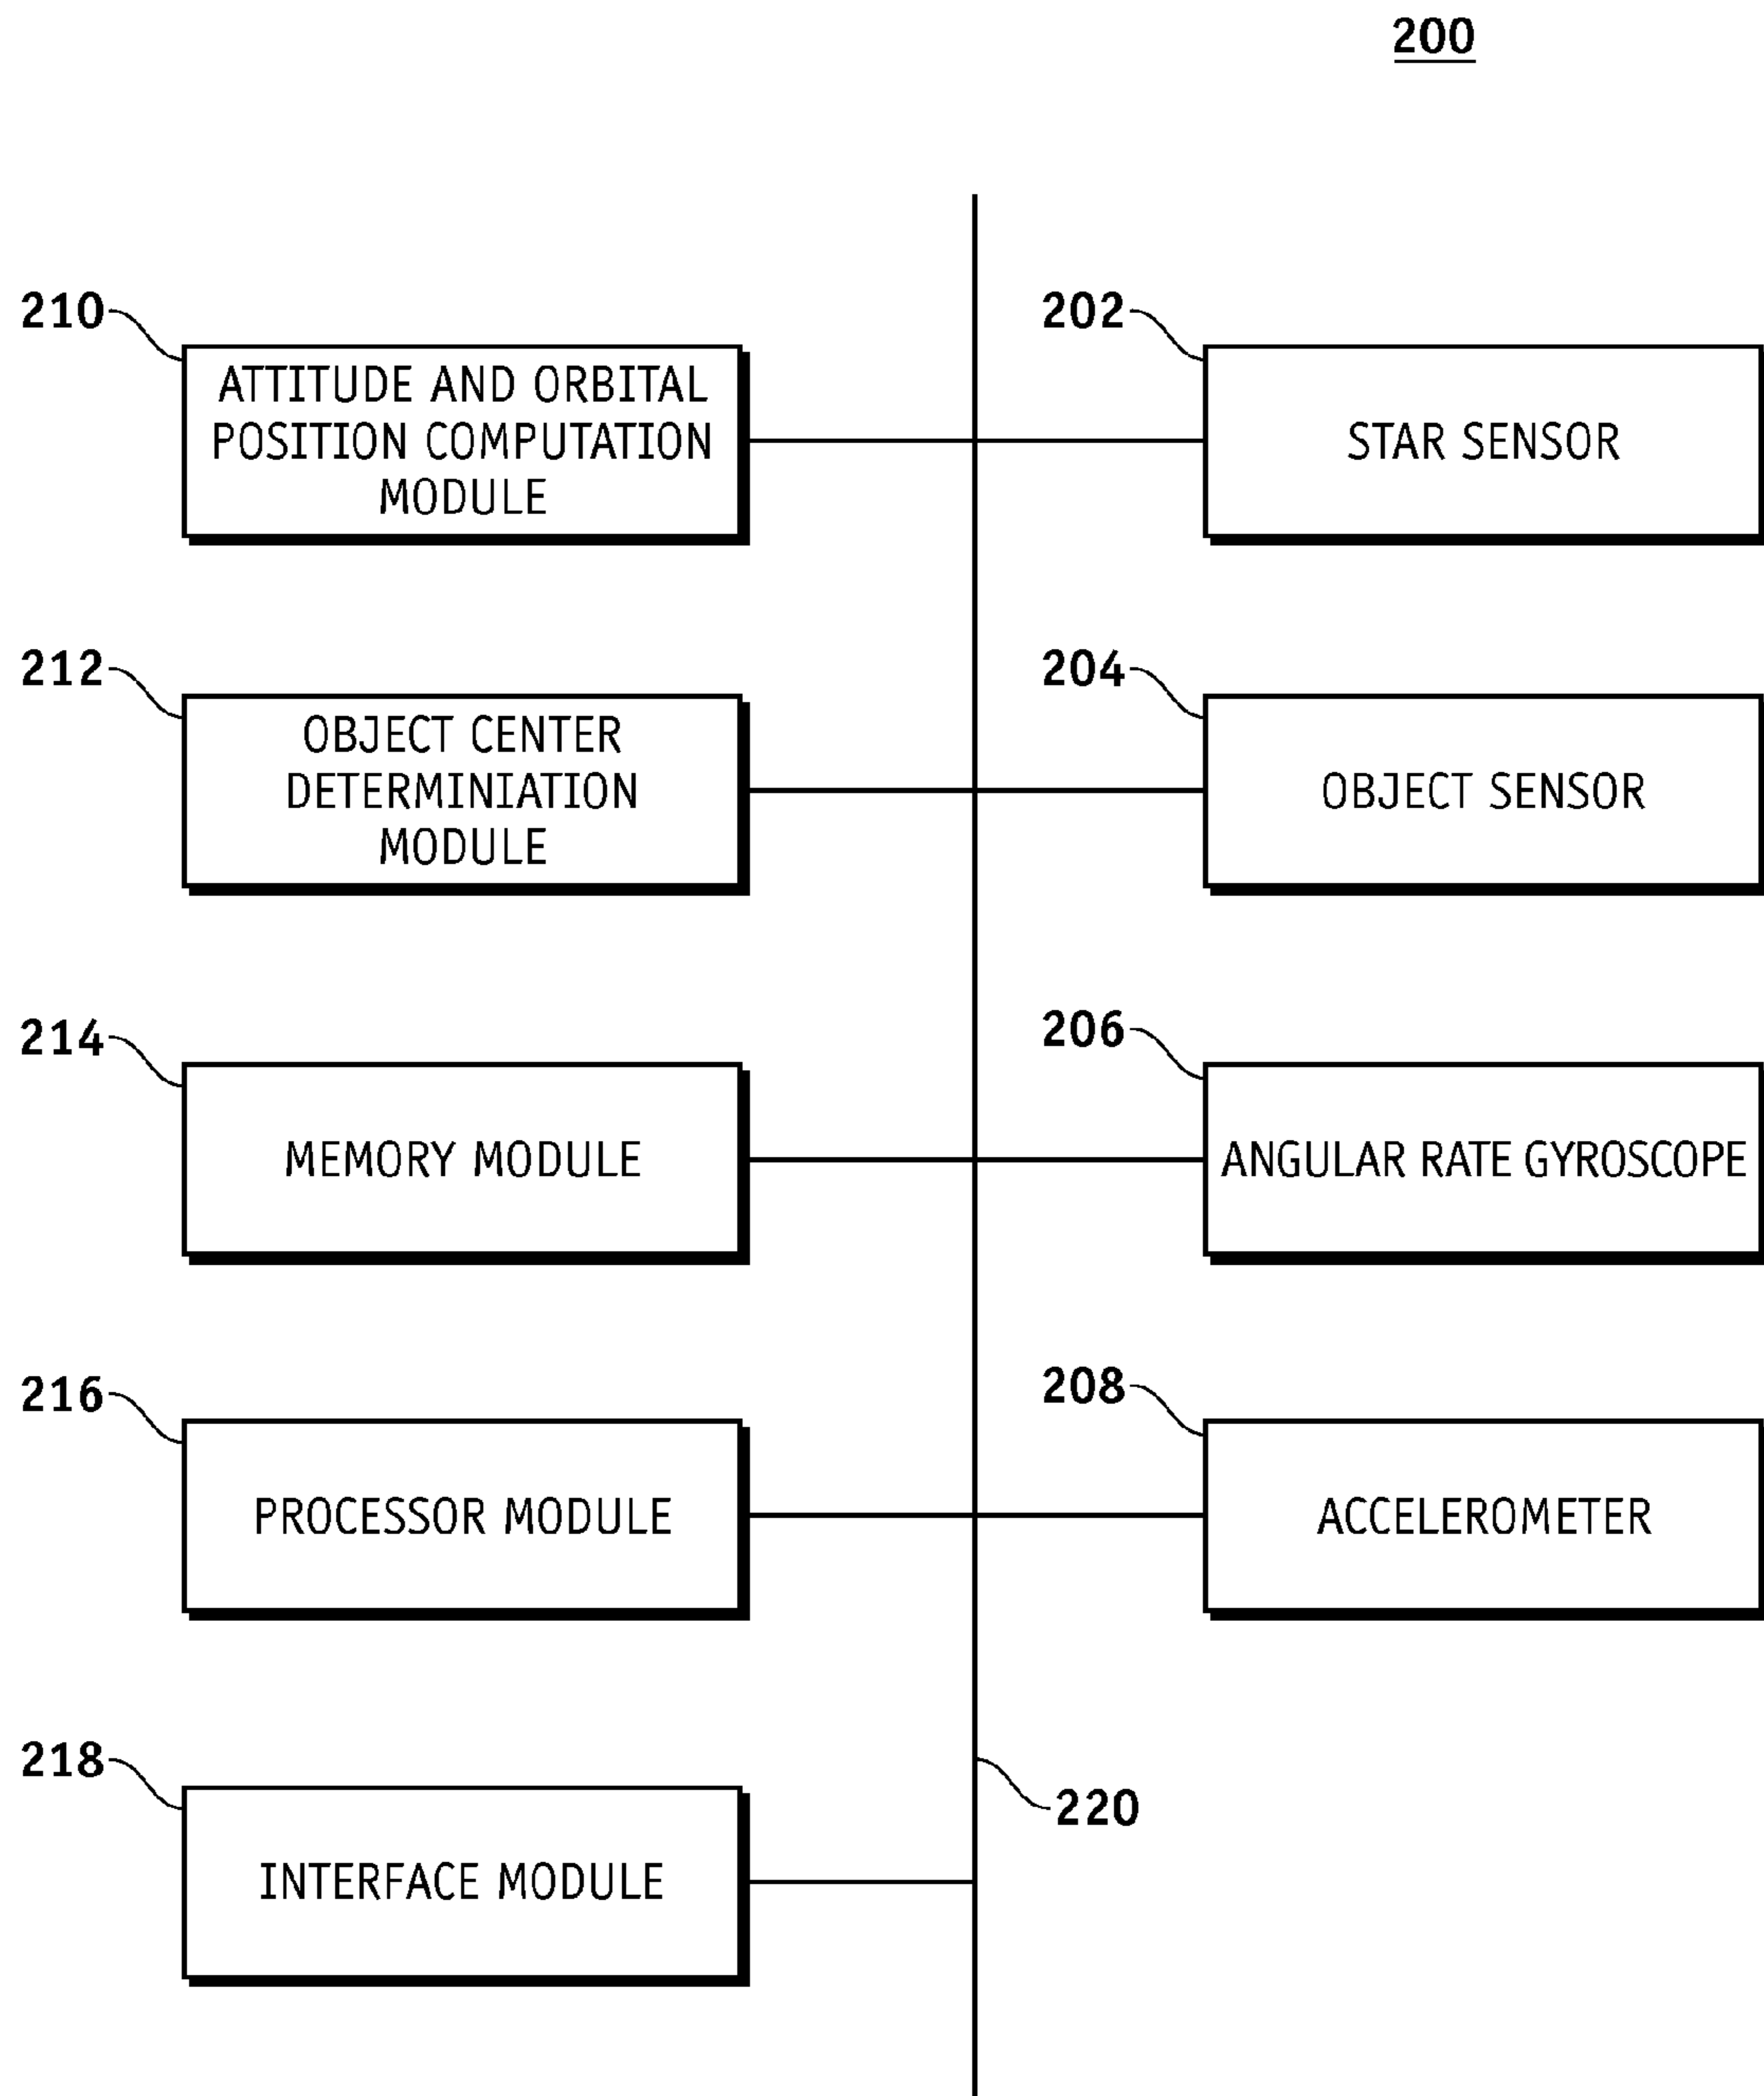 200
210
ATTITUDE AND ORBITAL
POSITION COMPUTATION
MODULE
202
STAR SENSOR
212
OBJECT CENTER
DETERMINIATION
MODULE
204
OBJECT SENSOR
214
MEMORY MODULE
206
ANGULAR RATE GYROSCOPE
216
PROCESSOR MODULE
208
ACCELEROMETER
218
INTERFACE MODULE
220